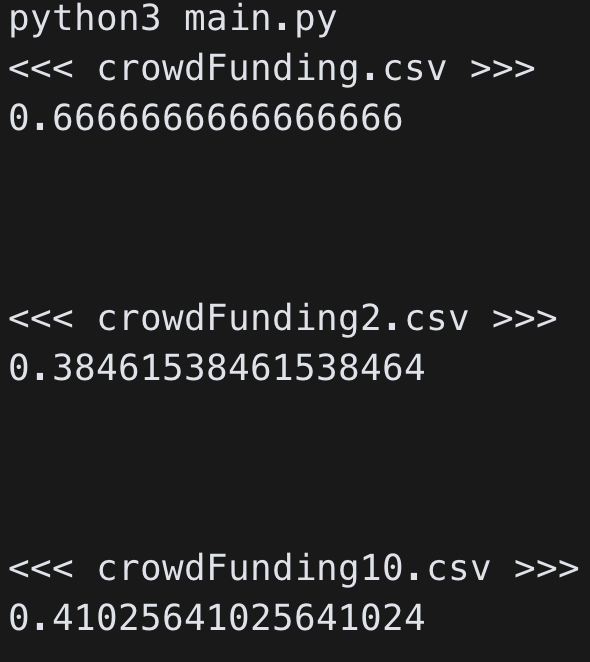 python3 main.py
<<< crowdFunding.csv >>>
0.6666666666666666
<<< crowdFunding2.csv >>>
0.38461538461538464
<<< crowdFunding10.csv >>>
0.41025641025641024